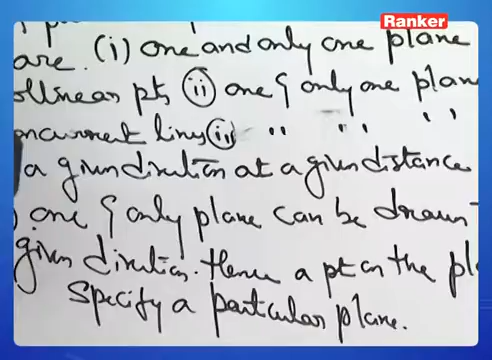 Ranker
are. (i) one and only one plane
ollinear pts (ii) one & only one plane
oncurrent lines (iii) " " "
a given direction at a given distance
) one & only plane can be drawn
given direction. Hence a pt on the pl
Specify a particular plane.